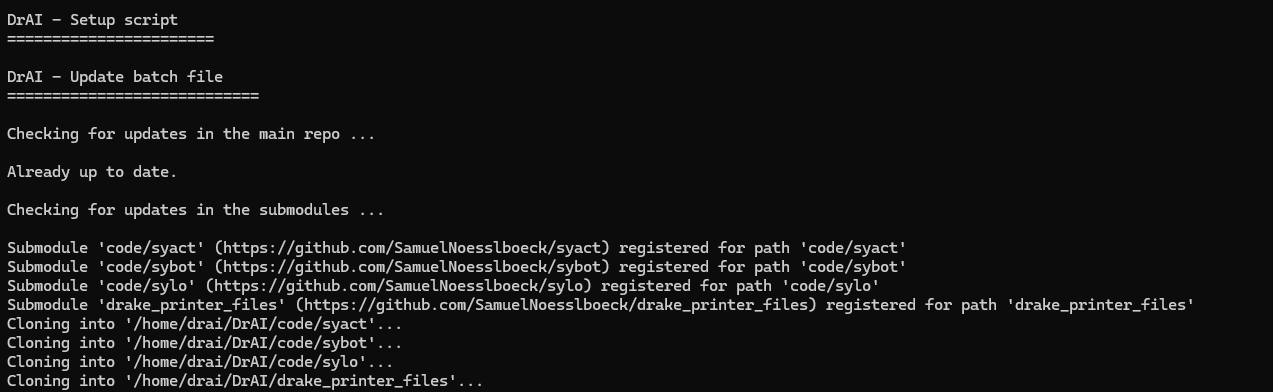 DrAI - Setup script
=======================
DrAI - Update batch file
============================
Checking for updates in the main repo ...
Already up to date.
Checking for updates in the submodules ...
Submodule 'code/syact' (https://github.com/SamuelNoesslboeck/syact) registered for path 'code/syact'
Submodule 'code/sybot' (https://github.com/SamuelNoesslboeck/sybot) registered for path 'code/sybot'
Submodule 'code/sylo' (https://github.com/SamuelNoesslboeck/sylo) registered for path 'code/sylo'
Submodule 'drake_printer_files' (https://github.com/SamuelNoesslboeck/drake_printer_files) registered for path 'drake_printer_files'
Cloning into '/home/drai/DrAI/code/syact'...
Cloning into '/home/drai/DrAI/code/sybot'...
Cloning into '/home/drai/DrAI/code/sylo'...
Cloning into '/home/drai/DrAI/drake_printer_files'...